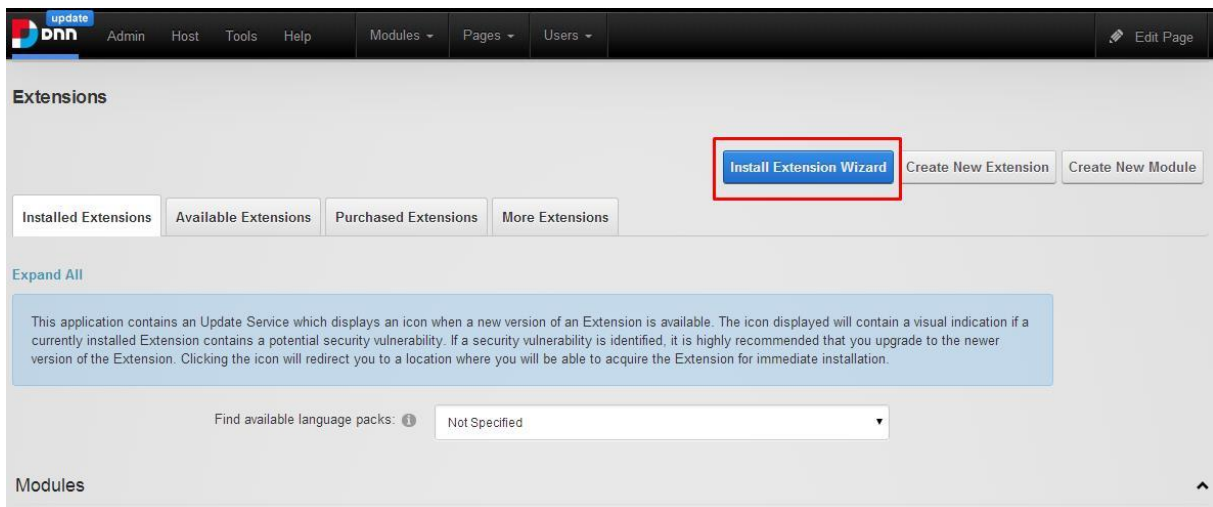 update
DNN Admin Host Tools Help Modules Pages Users Edit Page
Extensions
Install Extension Wizard Create New Extension Create New Module
Installed Extensions Available Extensions Purchased Extensions More Extensions
Expand All
This application contains an Update Service which displays an icon when a new version of an Extension is available. The icon displayed will contain a visual indication if a
currently installed Extension contains a potential security vulnerability. If a security vulnerability is identified, it is highly recommended that you upgrade to the newer
version of the Extension. Clicking the icon will redirect you to a location where you will be able to acquire the Extension for immediate installation.
Find available language packs: Not Specified
Modules